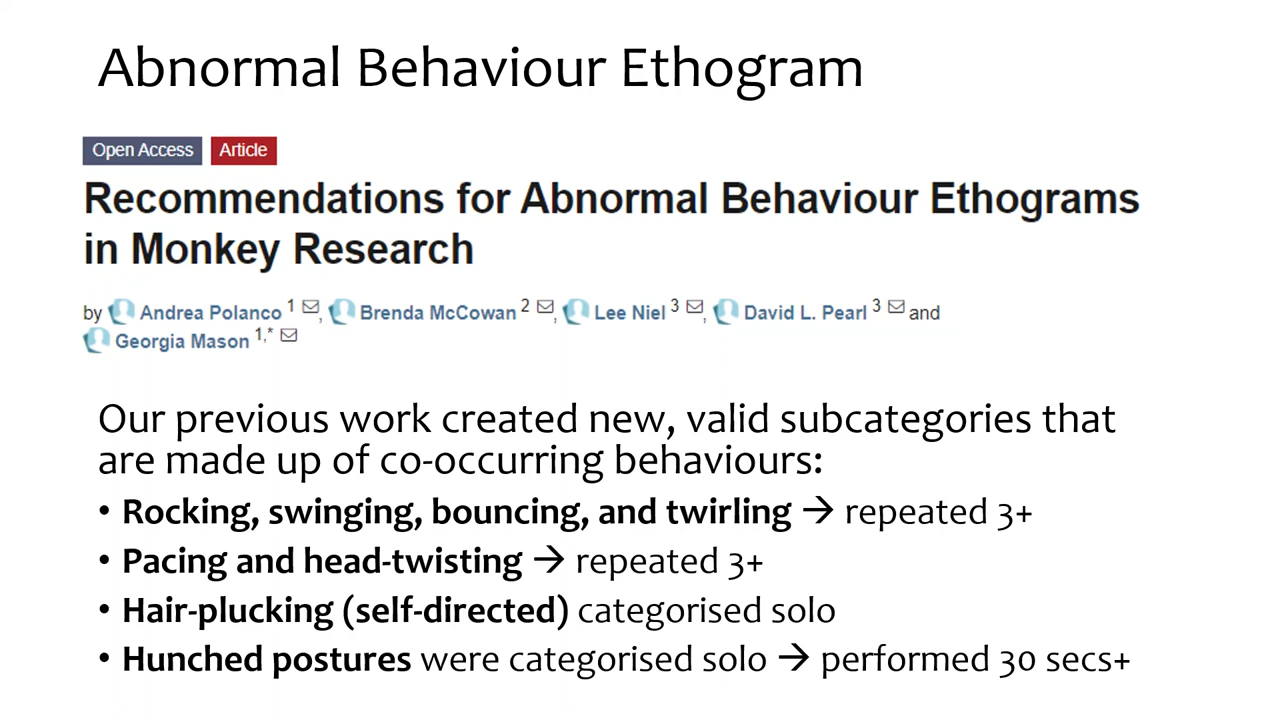 Abnormal Behaviour Ethogram
Open Access Article
Recommendations for Abnormal Behaviour Ethograms
in Monkey Research
by Andrea Polanco 1, Brenda McCowan 2, Lee Niel 3, David L. Pearl 3 and
Georgia Mason 1,*
Our previous work created new, valid subcategories that
are made up of co-occurring behaviours:
• Rocking, swinging, bouncing, and twirling → repeated 3+
• Pacing and head-twisting → repeated 3+
• Hair-plucking (self-directed) categorised solo
• Hunched postures were categorised solo → performed 30 secs+